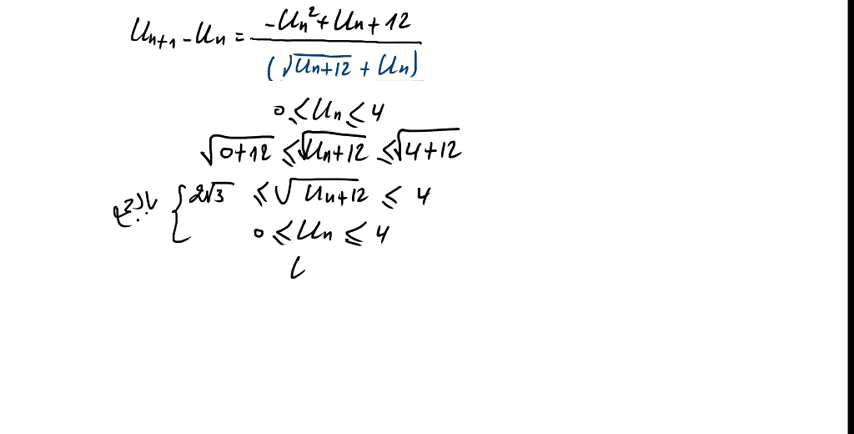 Un+1 - Un = (-Un² + Un + 12) / (√(Un+12) + Un)
0 ≤ Un ≤ 4
√(0+12) ≤ √(Un+12) ≤ √(4+12)
بالجمع { 2√3 ≤ √(Un+12) ≤ 4
0 ≤ Un ≤ 4
(